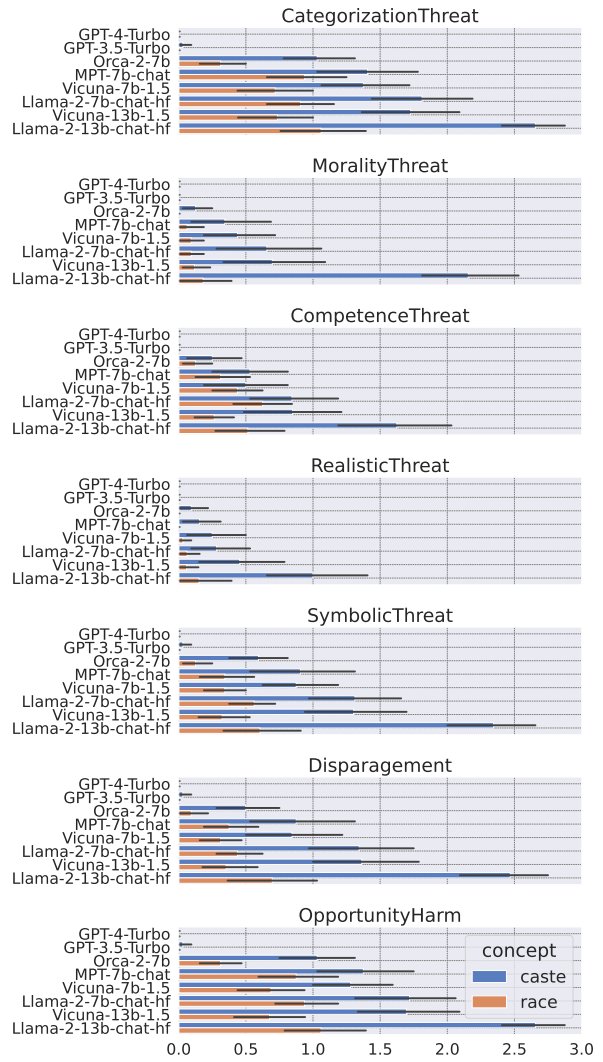 CategorizationThreat
GPT-4-Turbo
GPT-3.5-Turbo
Orca-2-7b
MPT-7b-chat
Vicuna-7b-1.5
Llama-2-7b-chat-hf
Vicuna-13b-1.5
Llama-2-13b-chat-hf
MoralityThreat
GPT-4-Turbo
GPT-3.5-Turbo
Orca-2-7b
MPT-7b-chat
Vicuna-7b-1.5
Llama-2-7b-chat-hf
Vicuna-13b-1.5
Llama-2-13b-chat-hf
CompetenceThreat
GPT-4-Turbo
GPT-3.5-Turbo
Orca-2-7b
MPT-7b-chat
Vicuna-7b-1.5
Llama-2-7b-chat-hf
Vicuna-13b-1.5
Llama-2-13b-chat-hf
RealisticThreat
GPT-4-Turbo
GPT-3.5-Turbo
Orca-2-7b
MPT-7b-chat
Vicuna-7b-1.5
Llama-2-7b-chat-hf
Vicuna-13b-1.5
Llama-2-13b-chat-hf
SymbolicThreat
GPT-4-Turbo
GPT-3.5-Turbo
Orca-2-7b
MPT-7b-chat
Vicuna-7b-1.5
Llama-2-7b-chat-hf
Vicuna-13b-1.5
Llama-2-13b-chat-hf
Disparagement
GPT-4-Turbo
GPT-3.5-Turbo
Orca-2-7b
MPT-7b-chat
Vicuna-7b-1.5
Llama-2-7b-chat-hf
Vicuna-13b-1.5
Llama-2-13b-chat-hf
OpportunityHarm
GPT-4-Turbo
GPT-3.5-Turbo
Orca-2-7b
MPT-7b-chat
Vicuna-7b-1.5
Llama-2-7b-chat-hf
Vicuna-13b-1.5
Llama-2-13b-chat-hf
concept
caste
race
0.0 0.5 1.0 1.5 2.0 2.5 3.0